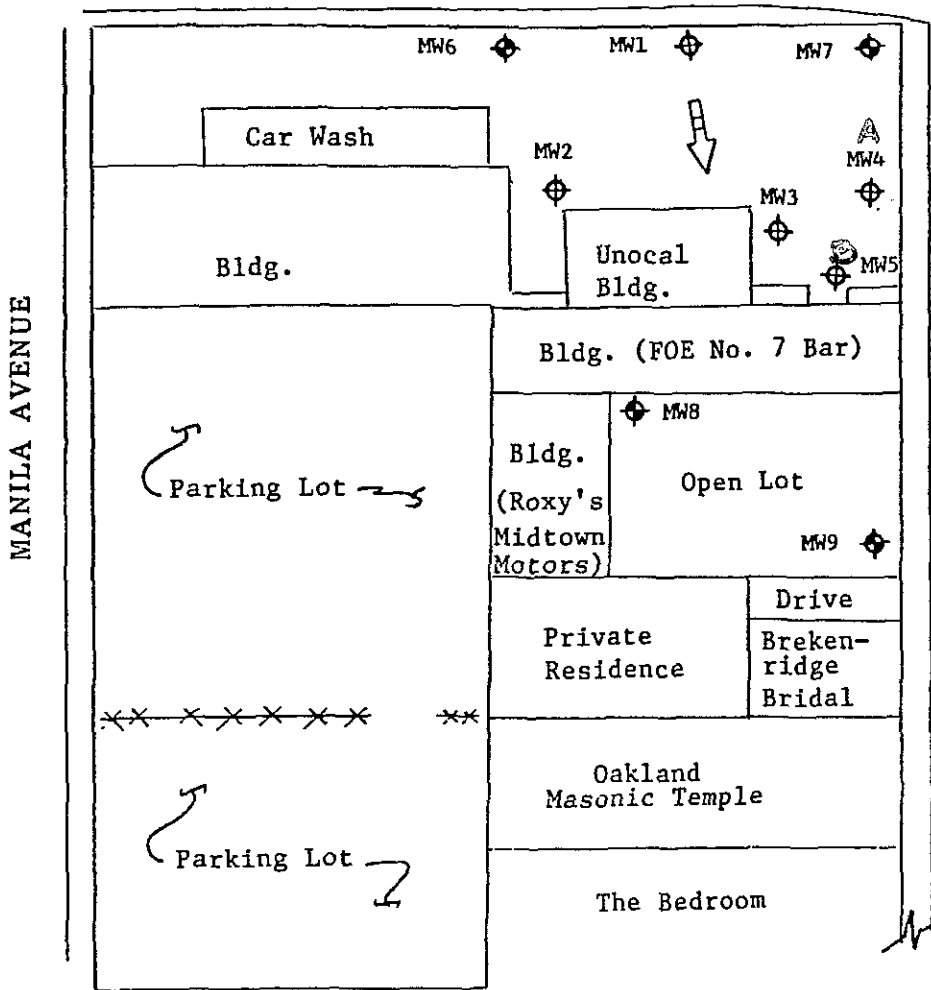 MW6
MW1
MW7
Car Wash
MW2
A
MW4
MW3
Bldg.
Unocal
Bldg.
MW5
MANILA AVENUE
Bldg. (FOE No. 7 Bar)
MW8
Bldg.
(Roxy's
Midtown
Motors)
Open Lot
Parking Lot
MW9
Drive
Private
Residence
Breken-
ridge
Bridal
Oakland
Masonic Temple
Parking Lot
The Bedroom